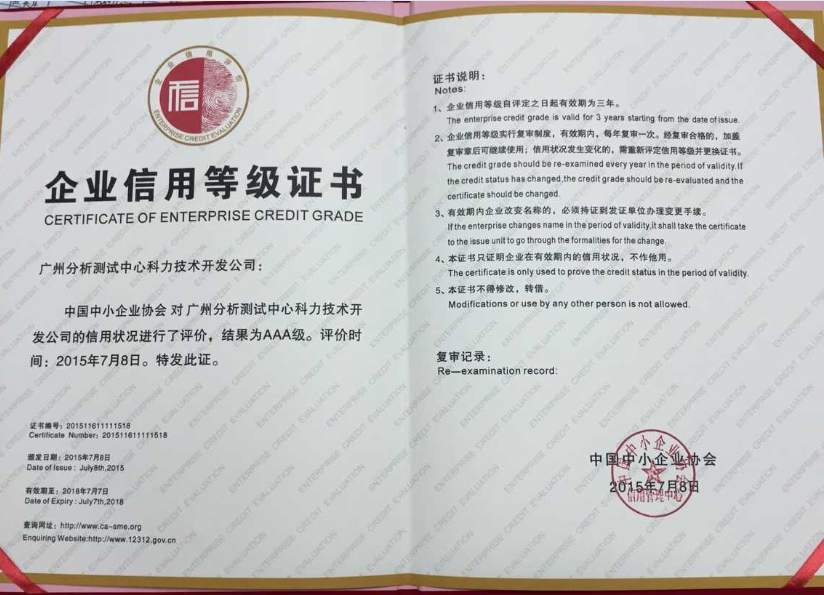 企业信用评价
信
ENTERPRISE CREDIT EVALUATION
企业信用等级证书
CERTIFICATE OF ENTERPRISE CREDIT GRADE
广州分析测试中心科力技术开发公司：
中国中小企业协会 对 广州分析测试中心科力技术开
发公司的信用状况进行了评价，结果为AAA级。评价时
间：2015年7月8日。特发此证。
证书编号：201511611111518
Certificate Number: 201511611111518
颁发日期：2015年7月8日
Date of Issue : July8th,2015
有效期至：2018年7月7日
Date of Expiry : July7th,2018
查询网址：http://www.ca-sme.org
Enquiring Website:http://www.12312.gov.cn
证书说明：
Notes:
1、企业信用等级自评定之日起有效期为三年。
The enterprise credit grade is valid for 3 years starting from the date of issue.
2、企业信用等级实行复审制度，有效期内，每年复审一次。经复审合格的，加盖
复审章后可继续使用；信用状况发生变化的，需重新评定信用等级并更换证书。
The credit grade should be re-examined every year in the period of validity.If
the credit status has changed,the credit grade should be re-evaluated and the
certificate should be changed.
3、有效期内企业改变名称的，必须持证到发证单位办理变更手续。
If the enterprise changes name in the period of validity,it shall take the certificate
to the issue unit to go through the formalities for the change.
4、本证书只证明企业在有效期内的信用状况，不作他用。
The certificate is only used to prove the credit status in the period of validity.
5、本证书不得修改，转借。
Modifications or use by any other person is not allowed.
复审记录：
Re—examination record:
中国中小企业协会
2015年7月8日
中国中小企业协会
信用管理中心